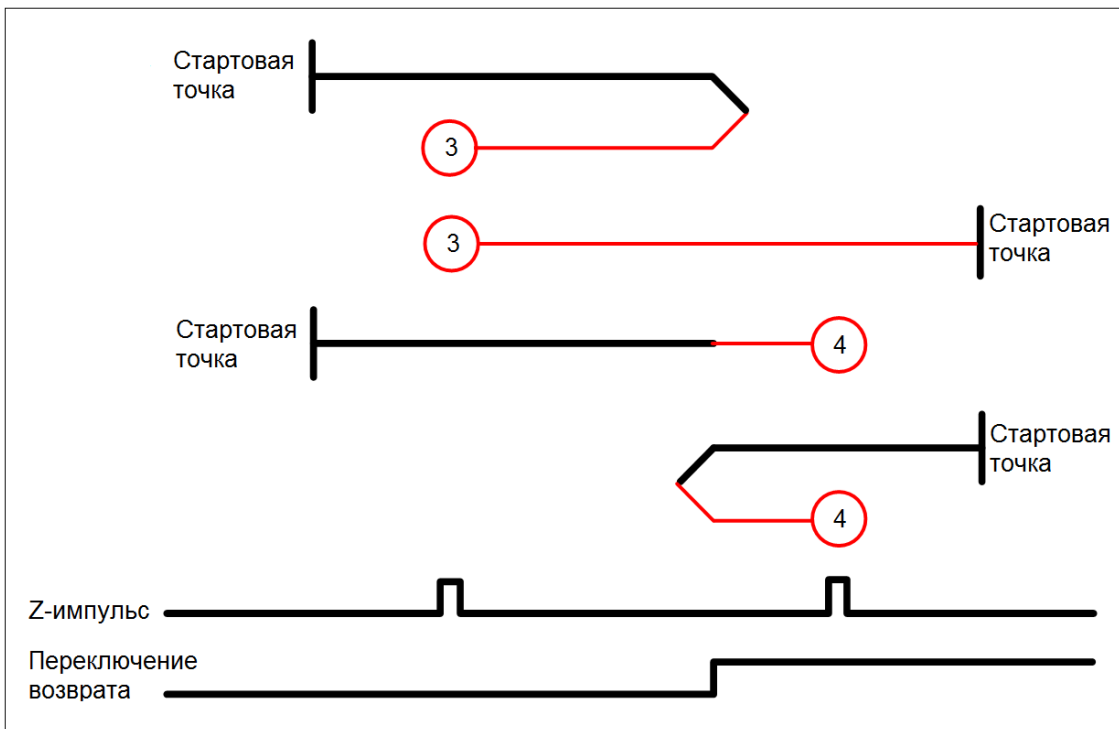 Стартовая
точка
3
3
Стартовая
точка
Стартовая
точка
4
Стартовая
точка
4
Z-импульс
Переключение
возврата